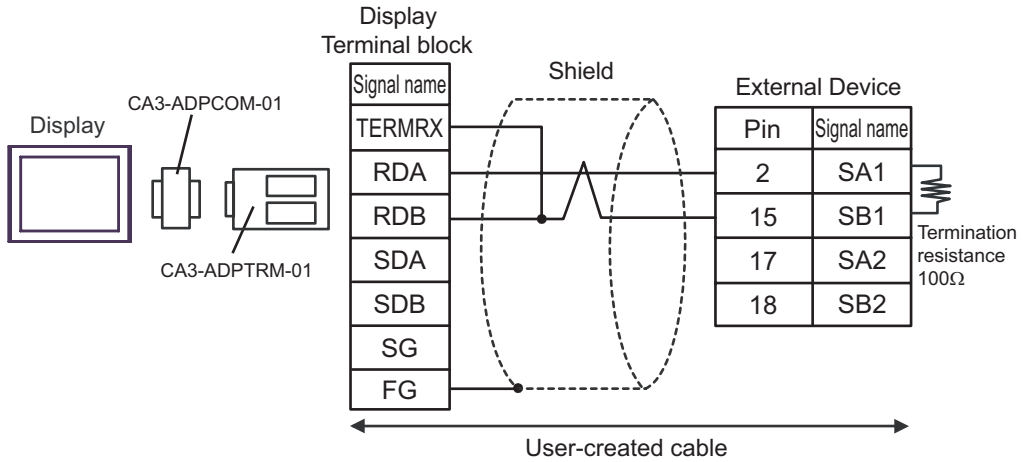 Display
Terminal block
Shield
External Device
CA3-ADPCOM-01
Display
CA3-ADPTRM-01
Signal name
TERMRX
RDA
RDB
SDA
SDB
SG
FG
Pin Signal name
2 SA1
15 SB1
17 SA2
18 SB2
Termination
resistance
100Ω
User-created cable